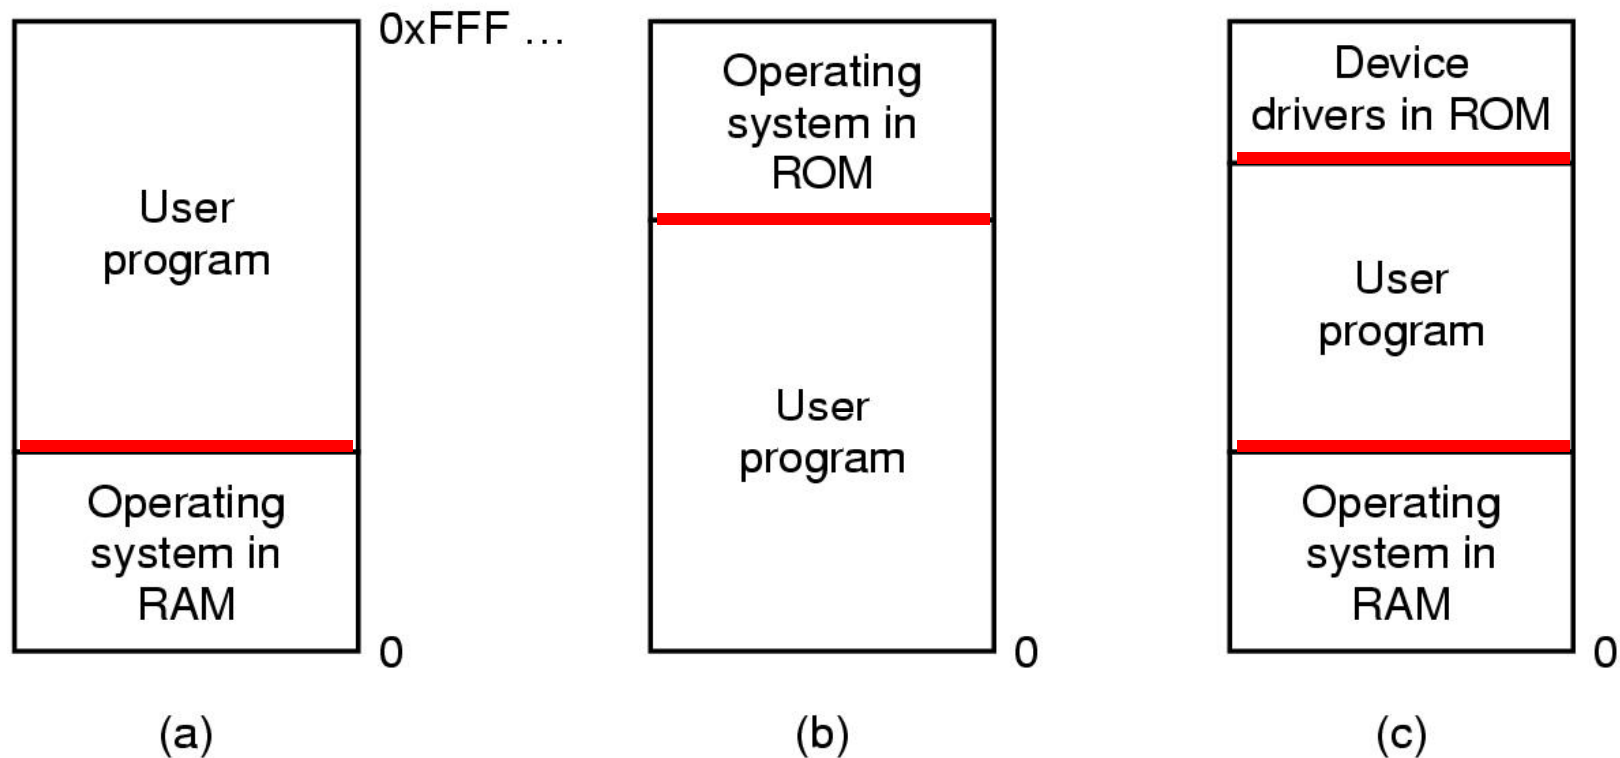 0xFFF ...
User
program
Operating
system in
RAM
0
(a)
Operating
system in
ROM
User
program
0
(b)
Device
drivers in ROM
User
program
Operating
system in
RAM
0
(c)